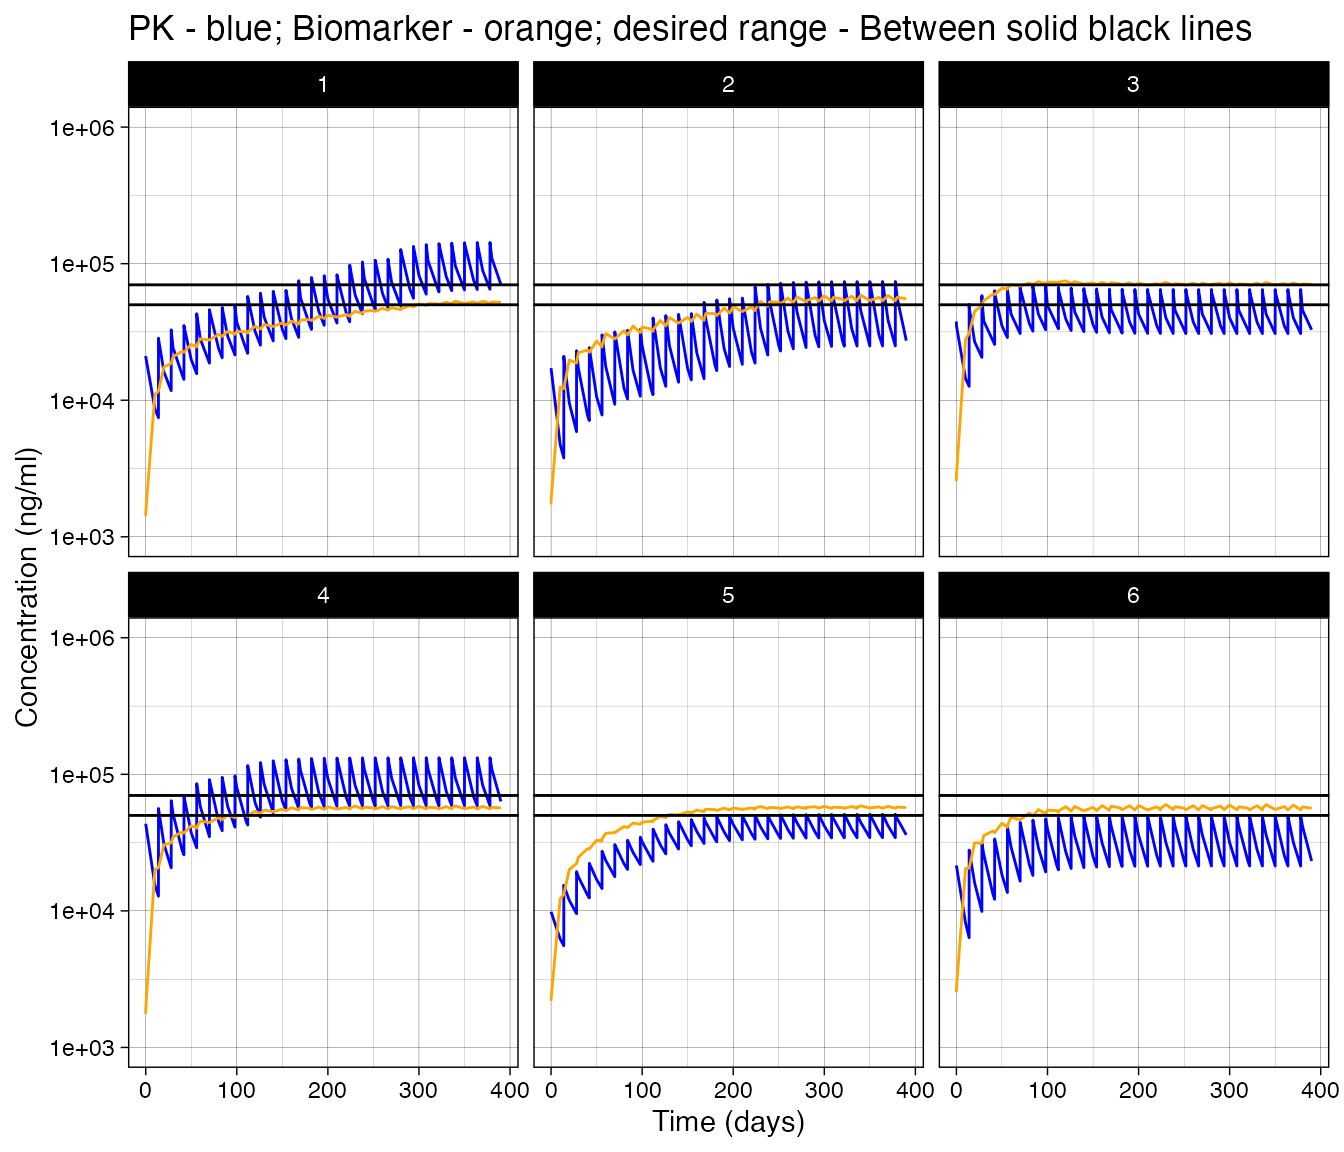 PK - blue; Biomarker - orange; desired range - Between solid black lines
1 2 3
1e+06
1e+05
1e+04
1e+03
4 5 6
1e+06
1e+05
1e+04
1e+03
Concentration (ng/ml)
0 100 200 300 400 0 100 200 300 400 0 100 200 300 400
Time (days)